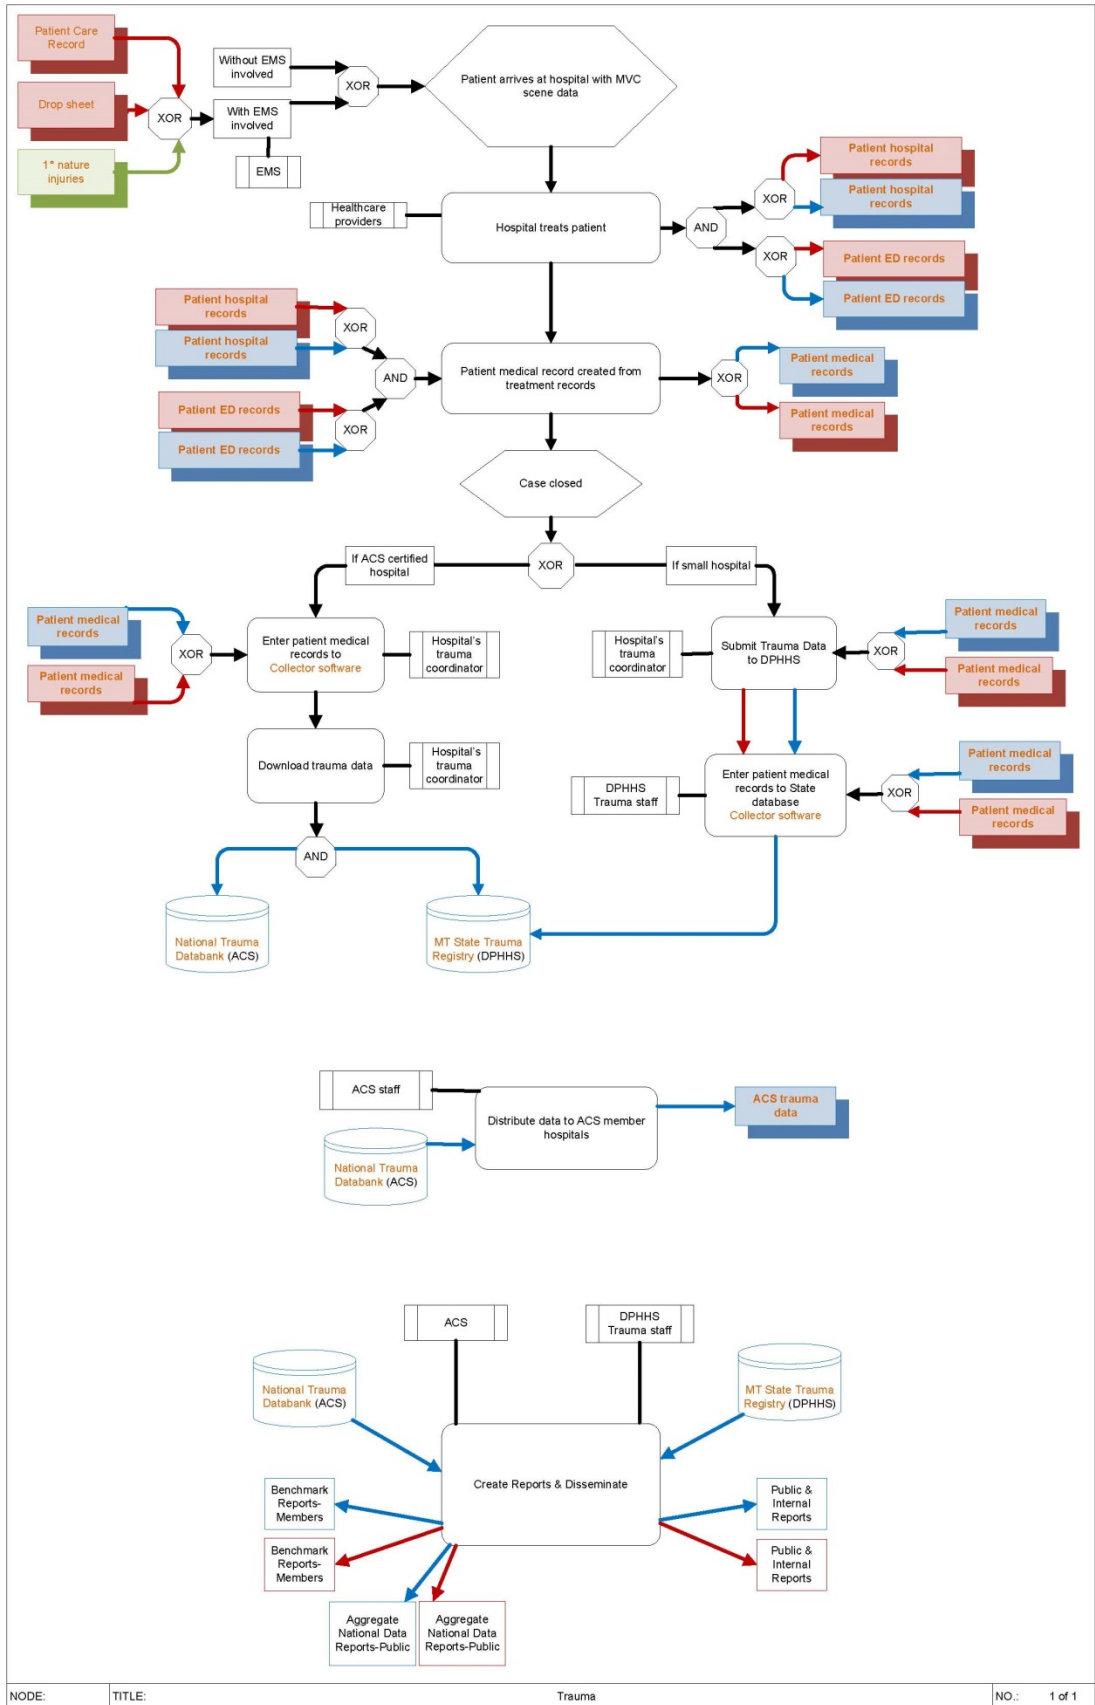 Patient Care
Record
Drop sheet
1° nature
injuries
XOR
Without EMS
involved
With EMS
involved
EMS
XOR
Patient arrives at hospital with MVC
scene data
Healthcare
providers
Hospital treats patient
AND
XOR
XOR
Patient hospital
records
Patient hospital
records
Patient ED records
Patient ED records
Patient hospital
records
Patient hospital
records
XOR
AND
Patient ED records
Patient ED records
XOR
Patient medical record created from
treatment records
XOR
Patient medical
records
Patient medical
records
Case closed
XOR
If ACS certified
hospital
If small hospital
Patient medical
records
Patient medical
records
XOR
Enter patient medical
records to
Collector software
Hospital's
trauma
coordinator
Download trauma data
Hospital's
trauma
coordinator
AND
National Trauma
Databank (ACS)
MT State Trauma
Registry (DPHHS)
Hospital's
trauma
coordinator
Submit Trauma Data
to DPHHS
XOR
Patient medical
records
Patient medical
records
DPHHS
Trauma staff
Enter patient medical
records to State
database
Collector software
XOR
Patient medical
records
Patient medical
records
ACS staff
National Trauma
Databank (ACS)
Distribute data to ACS member
hospitals
ACS trauma
data
ACS
DPHHS
Trauma staff
National Trauma
Databank (ACS)
MT State Trauma
Registry (DPHHS)
Create Reports & Disseminate
Benchmark
Reports-
Members
Benchmark
Reports-
Members
Aggregate
National Data
Reports-Public
Aggregate
National Data
Reports-Public
Public &
Internal
Reports
Public &
Internal
Reports
NODE:
TITLE:
Trauma
NO.: 1 of 1